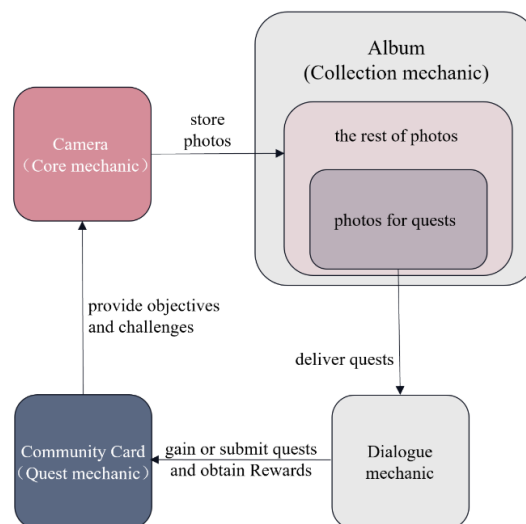 Album
(Collection mechanic)
store
photos
Camera
（Core mechanic）
the rest of photos
photos for quests
provide objectives
and challenges
deliver quests
Community Card
（Quest mechanic）
gain or submit quests
and obtain Rewards
Dialogue
mechanic